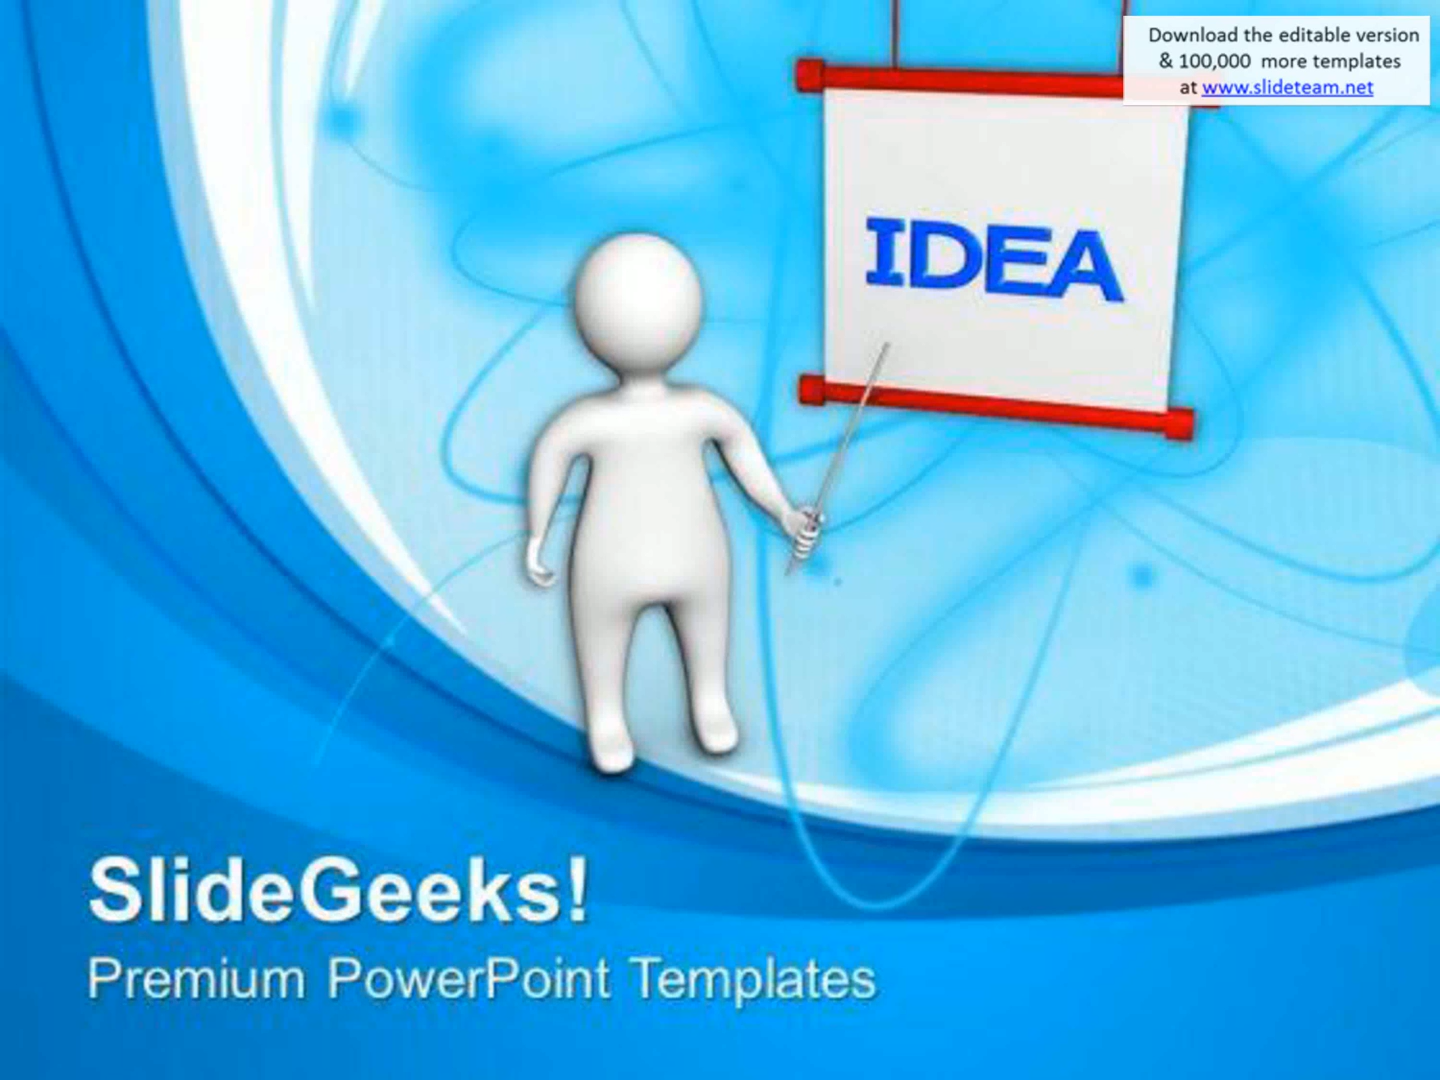 Download the editable version
& 100,000 more templates
at www.slideteam.net
IDEA
SlideGeeks!
Premium PowerPoint Templates